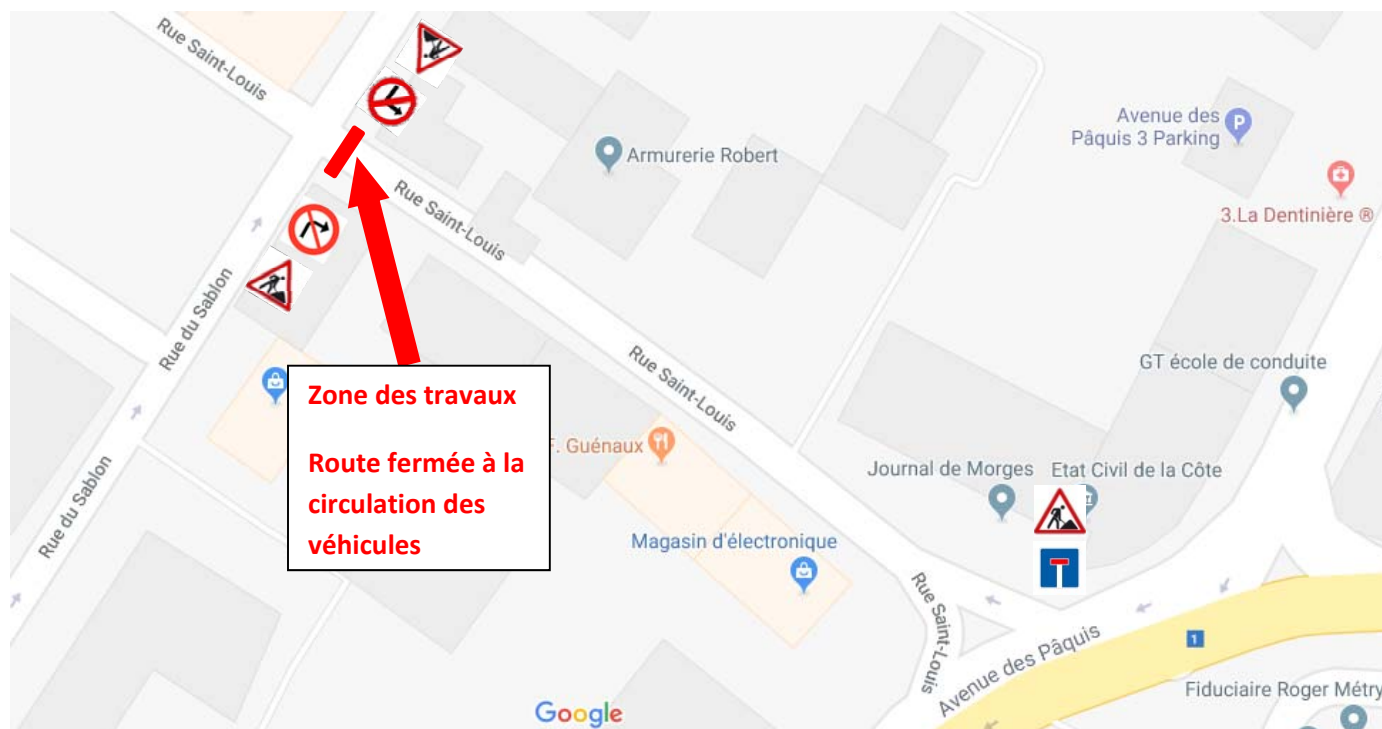 Rue Saint-Louis
Avenue des
Pâquis 3 Parking
P
Armurerie Robert
3.La Dentinière ®
Rue Saint-Louis
Rue du Sablon
Zone des travaux
Route fermée à la
circulation des
véhicules
Rue Saint-Louis
GT école de conduite
F. Guénaux
Journal de Morges
Etat Civil de la Côte
Rue du Sablon
Magasin d'électronique
Rue Saint-Louis
Avenue des Pâquis
1
Fiduciaire Roger Métry
Google